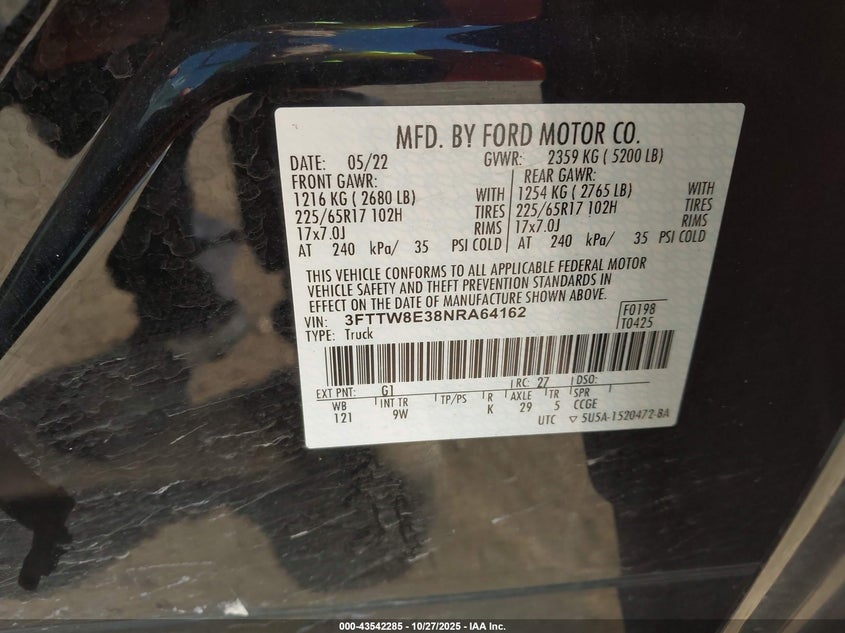 MFD. BY FORD MOTOR CO.
DATE: 05/22 GVWR: 2359 KG ( 5200 LB)
FRONT GAWR: REAR GAWR:
1216 KG ( 2680 LB) WITH 1254 KG ( 2765 LB) WITH
225/65R17 102H TIRES 225/65R17 102H TIRES
17x7.0J RIMS 17x7.0J RIMS
AT 240 kPa/ 35 PSI COLD AT 240 kPa/ 35 PSI COLD
THIS VEHICLE CONFORMS TO ALL APPLICABLE FEDERAL MOTOR
VEHICLE SAFETY AND THEFT PREVENTION STANDARDS IN
EFFECT ON THE DATE OF MANUFACTURE SHOWN ABOVE.
VIN: 3FTTW8E38NRA64162 F0198
TYPE: Truck T0425
EXT PNT: G1 RC: 27 DSO:
WB INT TR TP/PS R AXLE TR SPR
121 9W K 29 5 CCGE
UTC ▽ 5U5A-1520472-BA
000-43542285 - 10/27/2025 - IAA Inc.